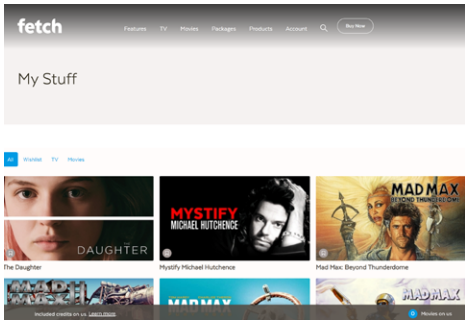 fetch
Features TV Movies Packages Products Account Buy Now
My Stuff
All Wishlist TV Movies
DAUGHTER
MYSTIFY
MICHAEL HUTCHENCE
MAD MAX
BEYOND THUNDERDOME
The Daughter
Mystify Michael Hutchence
Mad Max: Beyond Thunderdome
MAD MAX
MADMAX
Included credits on us. Learn more.
0 Movies on us